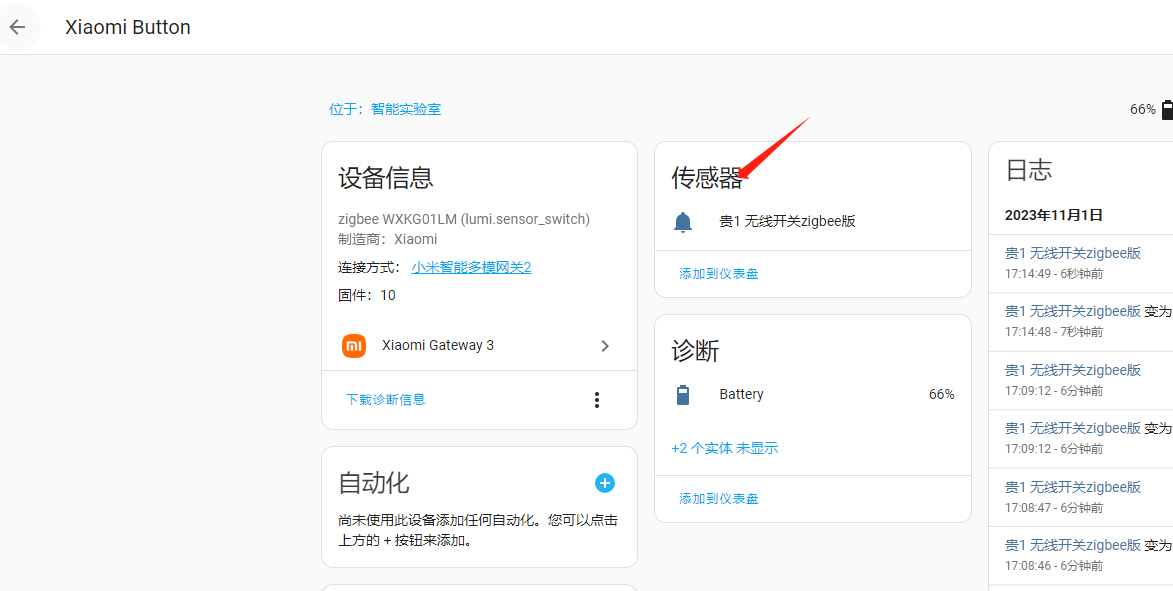 Xiaomi Button
位于：智能实验室
66%
设备信息
zigbee WXKG01LM (lumi.sensor_switch)
制造商：Xiaomi
连接方式： 小米智能多模网关2
固件：10
mi Xiaomi Gateway 3
下载诊断信息
自动化
尚未使用此设备添加任何自动化。您可以点击
上方的 + 按钮来添加。
传感器
贵1 无线开关zigbee版
添加到仪表盘
诊断
Battery 66%
+2 个实体 未显示
添加到仪表盘
日志
2023年11月1日
贵1 无线开关zigbee版
17:14:49 - 6秒钟前
贵1 无线开关zigbee版 变为
17:14:48 - 7秒钟前
贵1 无线开关zigbee版
17:09:12 - 6分钟前
贵1 无线开关zigbee版 变为
17:09:12 - 6分钟前
贵1 无线开关zigbee版
17:08:47 - 6分钟前
贵1 无线开关zigbee版 变为
17:08:46 - 6分钟前